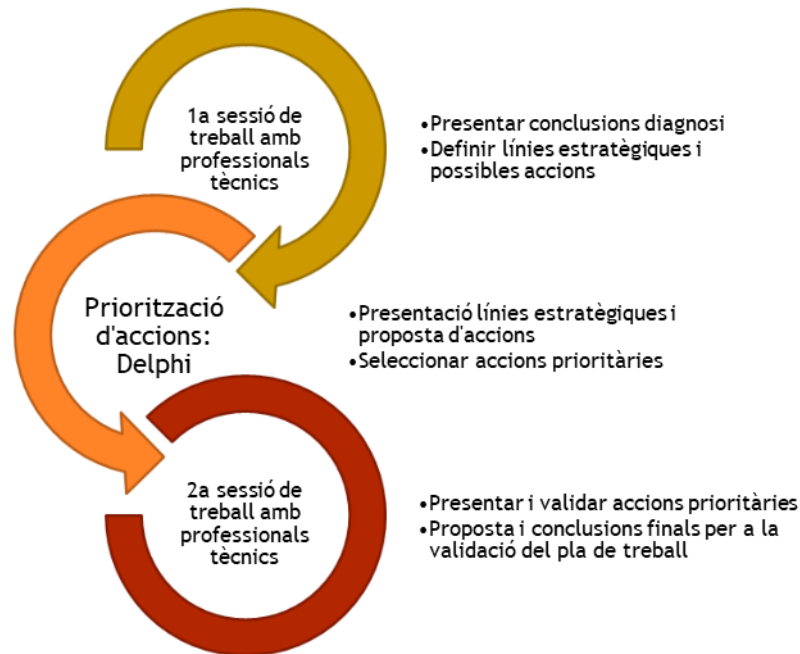 1a sessió de
treball amb
professionals
tècnics
•Presentar conclusions diagnosi
•Definir línies estratègiques i
possibles accions
Priorització
d'accions:
Delphi
•Presentació línies estratègiques i
proposta d'accions
•Seleccionar accions prioritàries
2a sessió de
treball amb
professionals
tècnics
•Presentar i validar accions prioritàries
•Proposta i conclusions finals per a la
validació del pla de treball